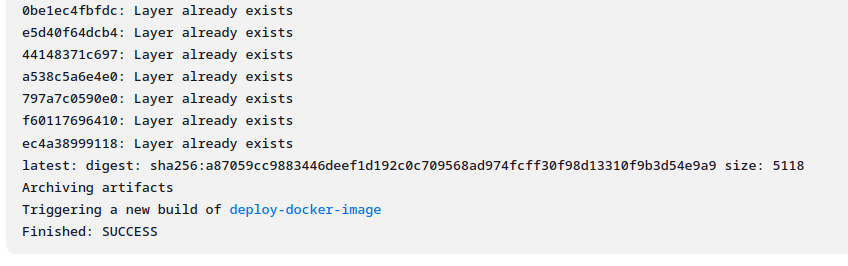 0be1ec4fbfdc: Layer already exists
e5d40f64dcb4: Layer already exists
44148371c697: Layer already exists
a538c5a6e4e0: Layer already exists
797a7c0590e0: Layer already exists
f60117696410: Layer already exists
ec4a38999118: Layer already exists
latest: digest: sha256:a87059cc9883446deef1d192c0c709568ad974fcff30f98d13310f9b3d54e9a9 size: 5118
Archiving artifacts
Triggering a new build of deploy-docker-image
Finished: SUCCESS